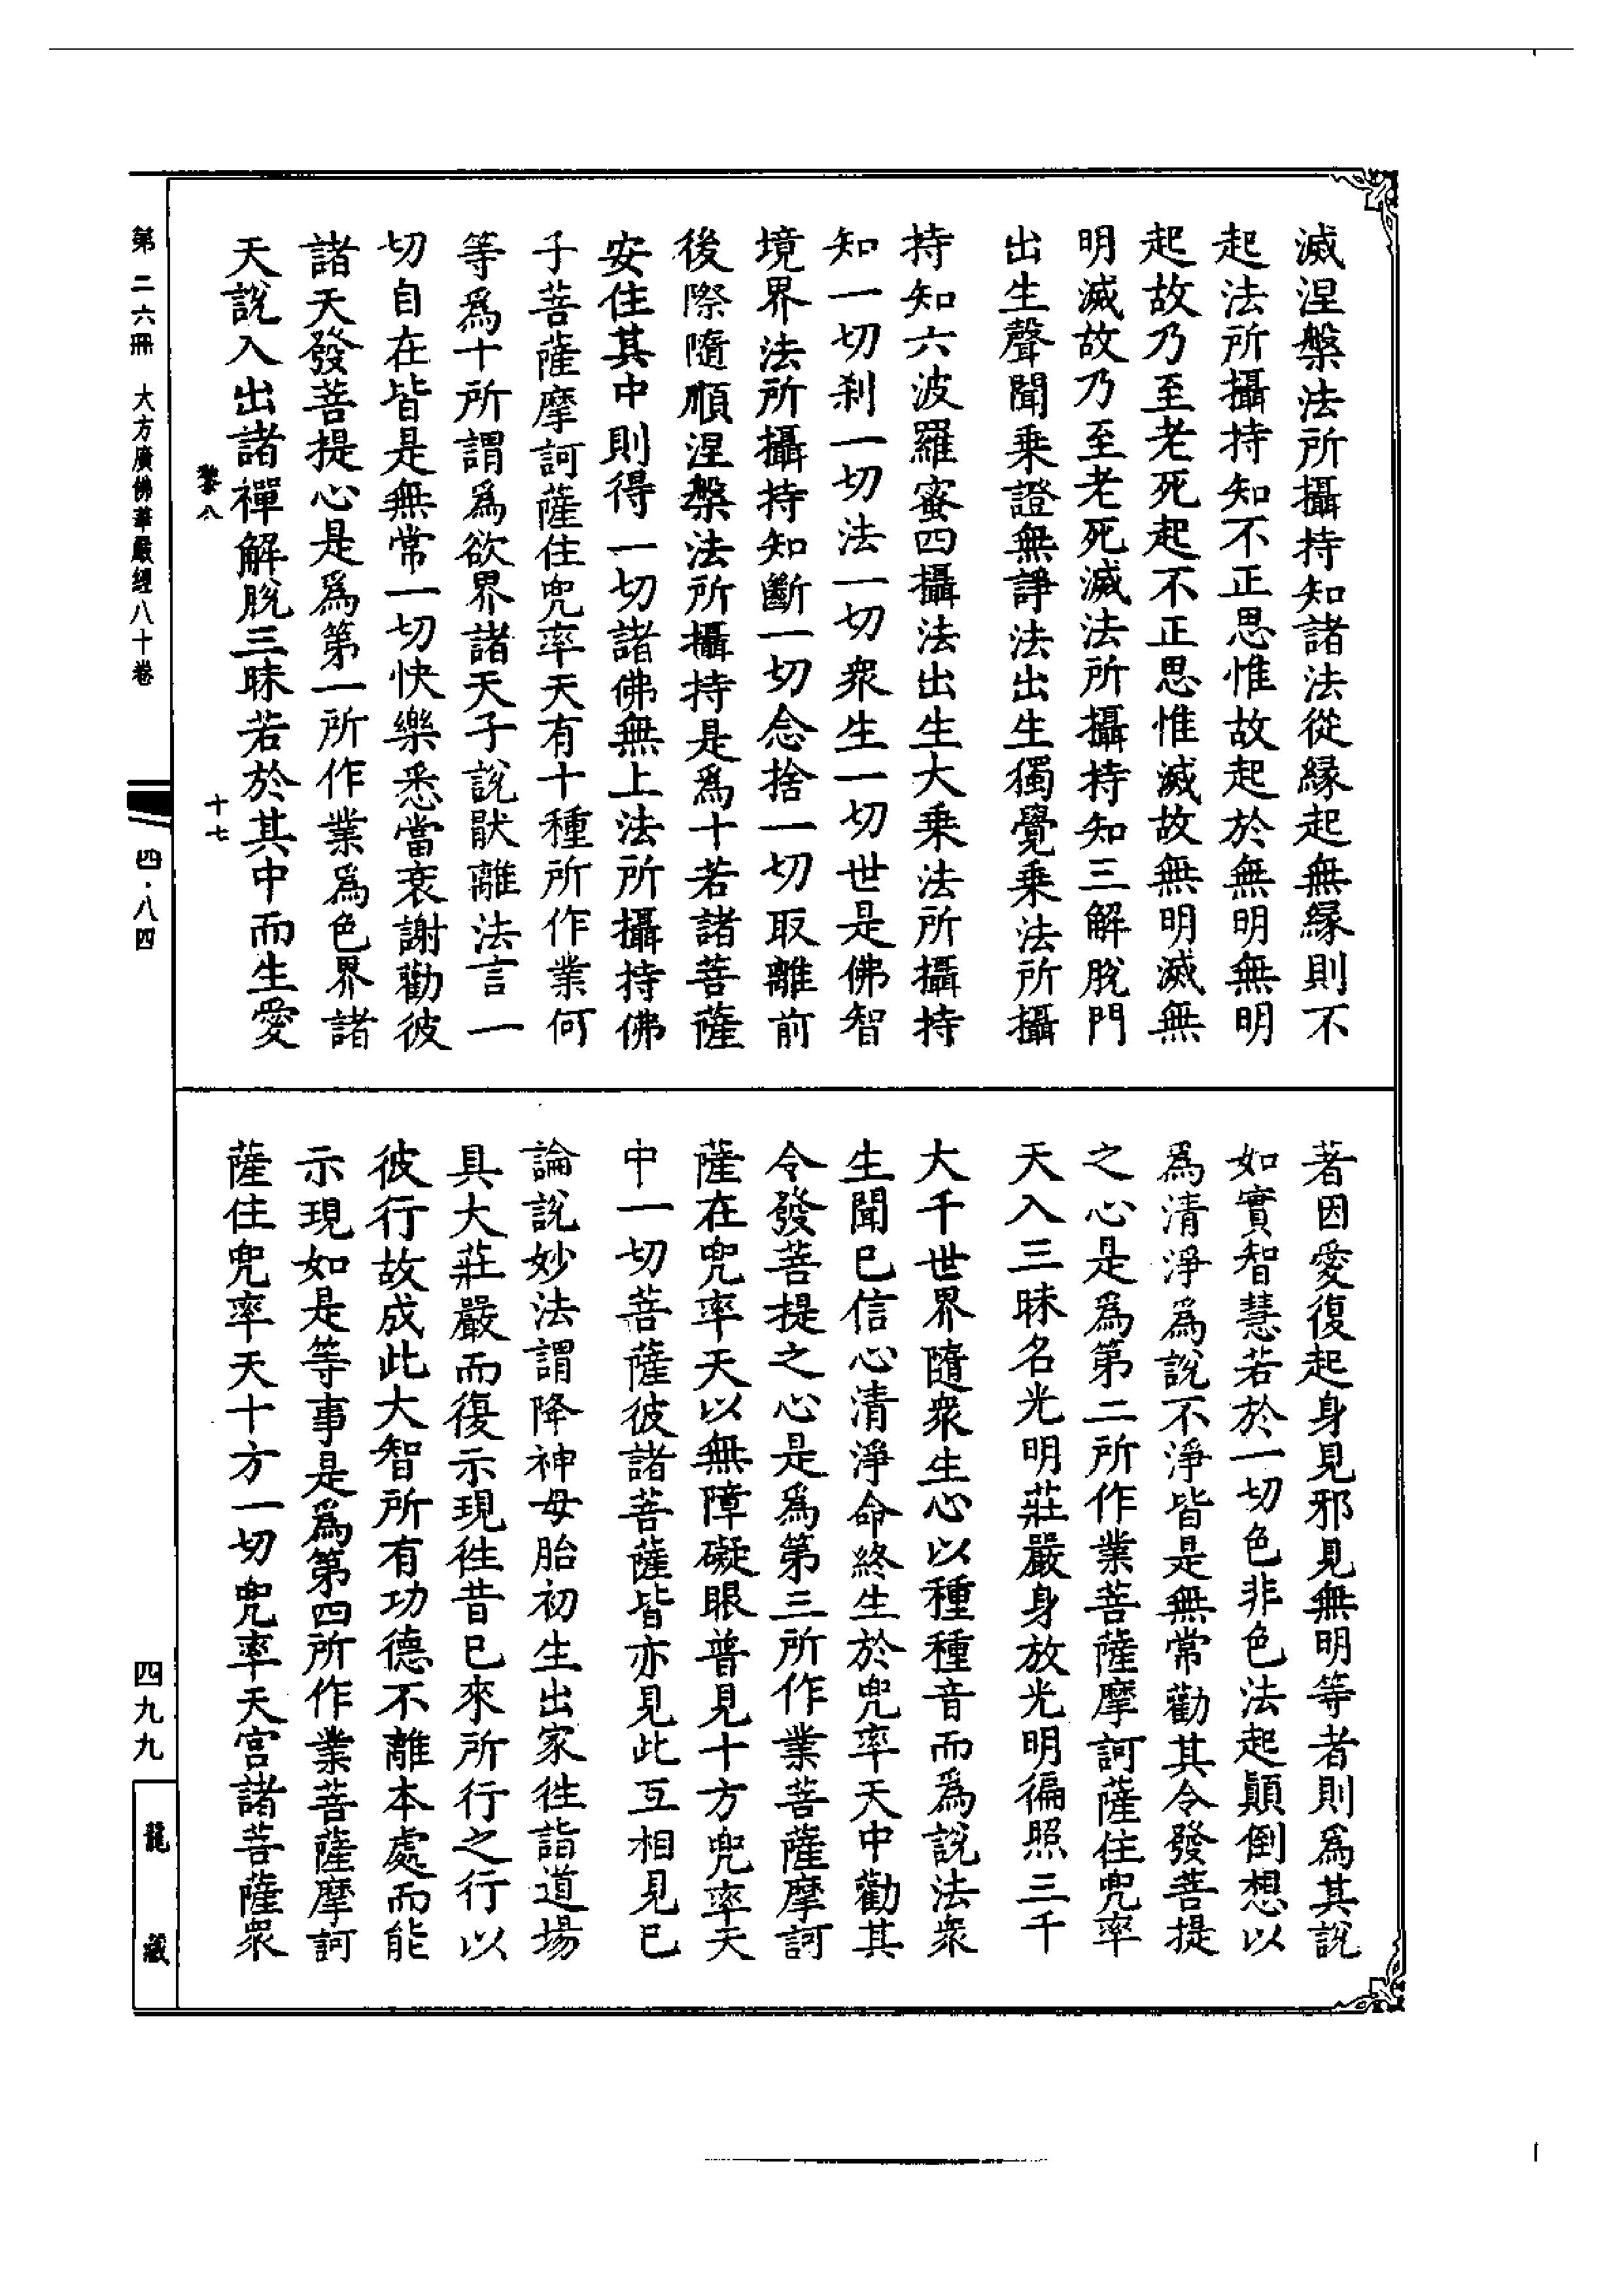 滅涅槃法所攝持知諸法從緣起無緣則不
起法所攝持知不正思惟故起於無明無明
起故乃至老死起不正思惟滅故無明滅無
明滅故乃至老死滅法所攝持知三解脫門
出生聲聞乘證無諍法出生獨覺乘法所攝
持知六波羅蜜四攝法出生大乘法所攝持
知一切剎一切法一切衆生一切世是佛智
境界法所攝持知斷一切念捨一切取離前
後際隨順涅槃法所攝持是爲十若諸菩薩
安住其中則得一切諸佛無上法所攝持佛
子菩薩摩訶薩住兜率天有十種所作業何
等爲十所謂爲欲界諸天子說猒離法言一
切自在皆是無常一切快樂悉當衰謝勸彼
諸天發菩提心是爲第一所作業爲色界諸
天說入出諸禪解脫三昧若於其中而生愛
著因愛復起身見邪見無明等者則爲其說
如實智慧若於一切色非色法起顚倒想以
爲清淨爲說不淨皆是無常勸其令發菩提
之心是爲第二所作業菩薩摩訶薩住兜率
天入三昧名光明莊嚴身放光明徧照三千
大千世界隨衆生心以種種音而爲說法衆
生聞已信心清淨命終生於兜率天中勸其
令發菩提之心是爲第三所作業菩薩摩訶
薩在兜率天以無障礙眼普見十方兜率天
中一切菩薩彼諸菩薩皆亦見此互相見已
論說妙法謂降神母胎初生出家往詣道場
具大莊嚴而復示現往昔已來所行之行以
彼行故成此大智所有功德不離本處而能
示現如是等事是爲第四所作業菩薩摩訶
薩住兜率天十方一切兜率天宮諸菩薩衆
黎八 十七
第二六冊 大方廣佛華嚴經八十卷
四·八四
四九九
龍藏